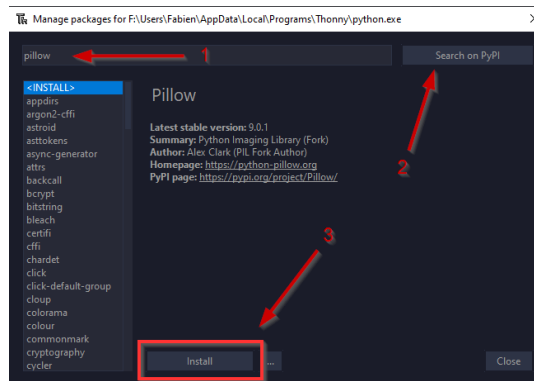 Manage packages for F:\Users\Fabien\AppData\Local\Programs\Thonny\python.exe
pillow
1
Search on PyPI
<INSTALL>
appdirs
argon2-cffi
astroid
asttokens
async-generator
attrs
backcall
bcrypt
bitstring
bleach
certifi
cffi
chardet
click
click-default-group
cloup
colorama
colour
commonmark
cryptography
cycler
Pillow
Latest stable version: 9.0.1
Summary: Python Imaging Library (Fork)
Author: Alex Clark (PIL Fork Author)
Homepage: https://python-pillow.org
PyPI page: https://pypi.org/project/Pillow/
2
3
Install
...
Close